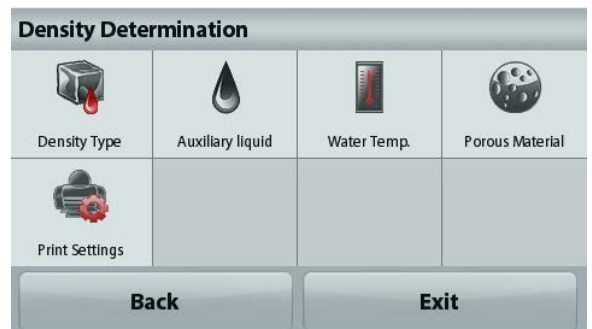 Density Determination
Density Type
Auxiliary liquid
Water Temp.
Porous Material
Print Settings
Back
Exit